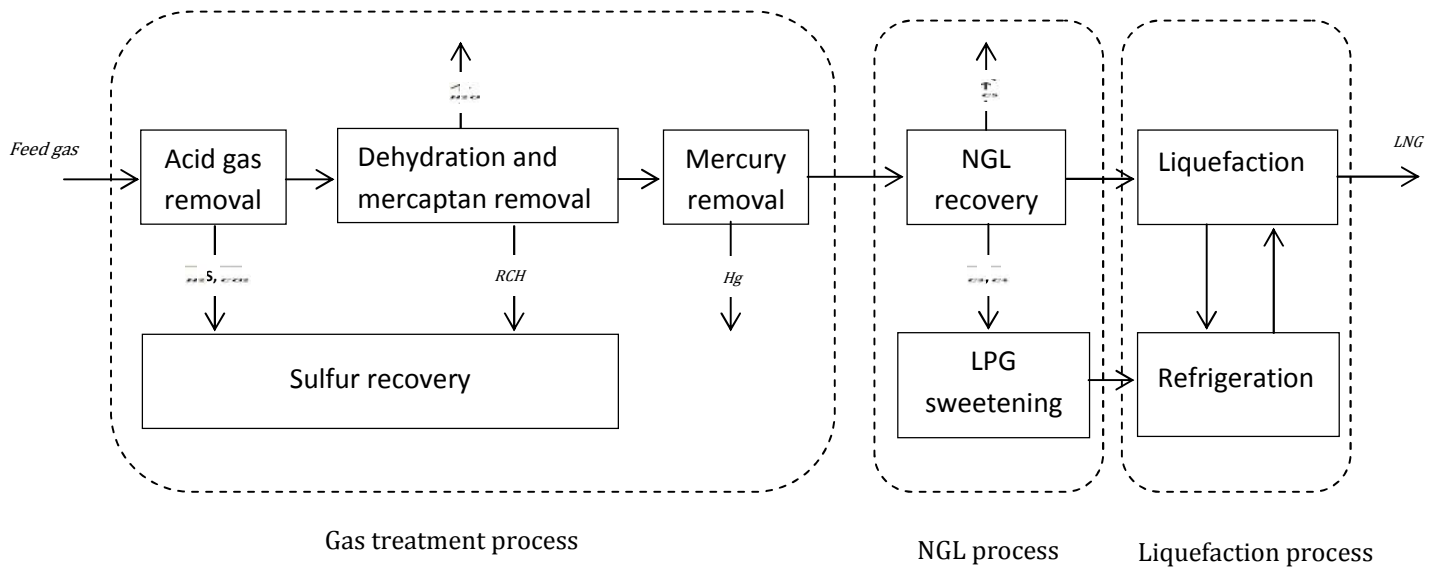 Feed gas
Acid gas
removal
Dehydration and
mercaptan removal
Mercury
removal
NGL
recovery
Liquefaction
LNG
RCH
Hg
Sulfur recovery
LPG
sweetening
Refrigeration
Gas treatment process
NGL process
Liquefaction process